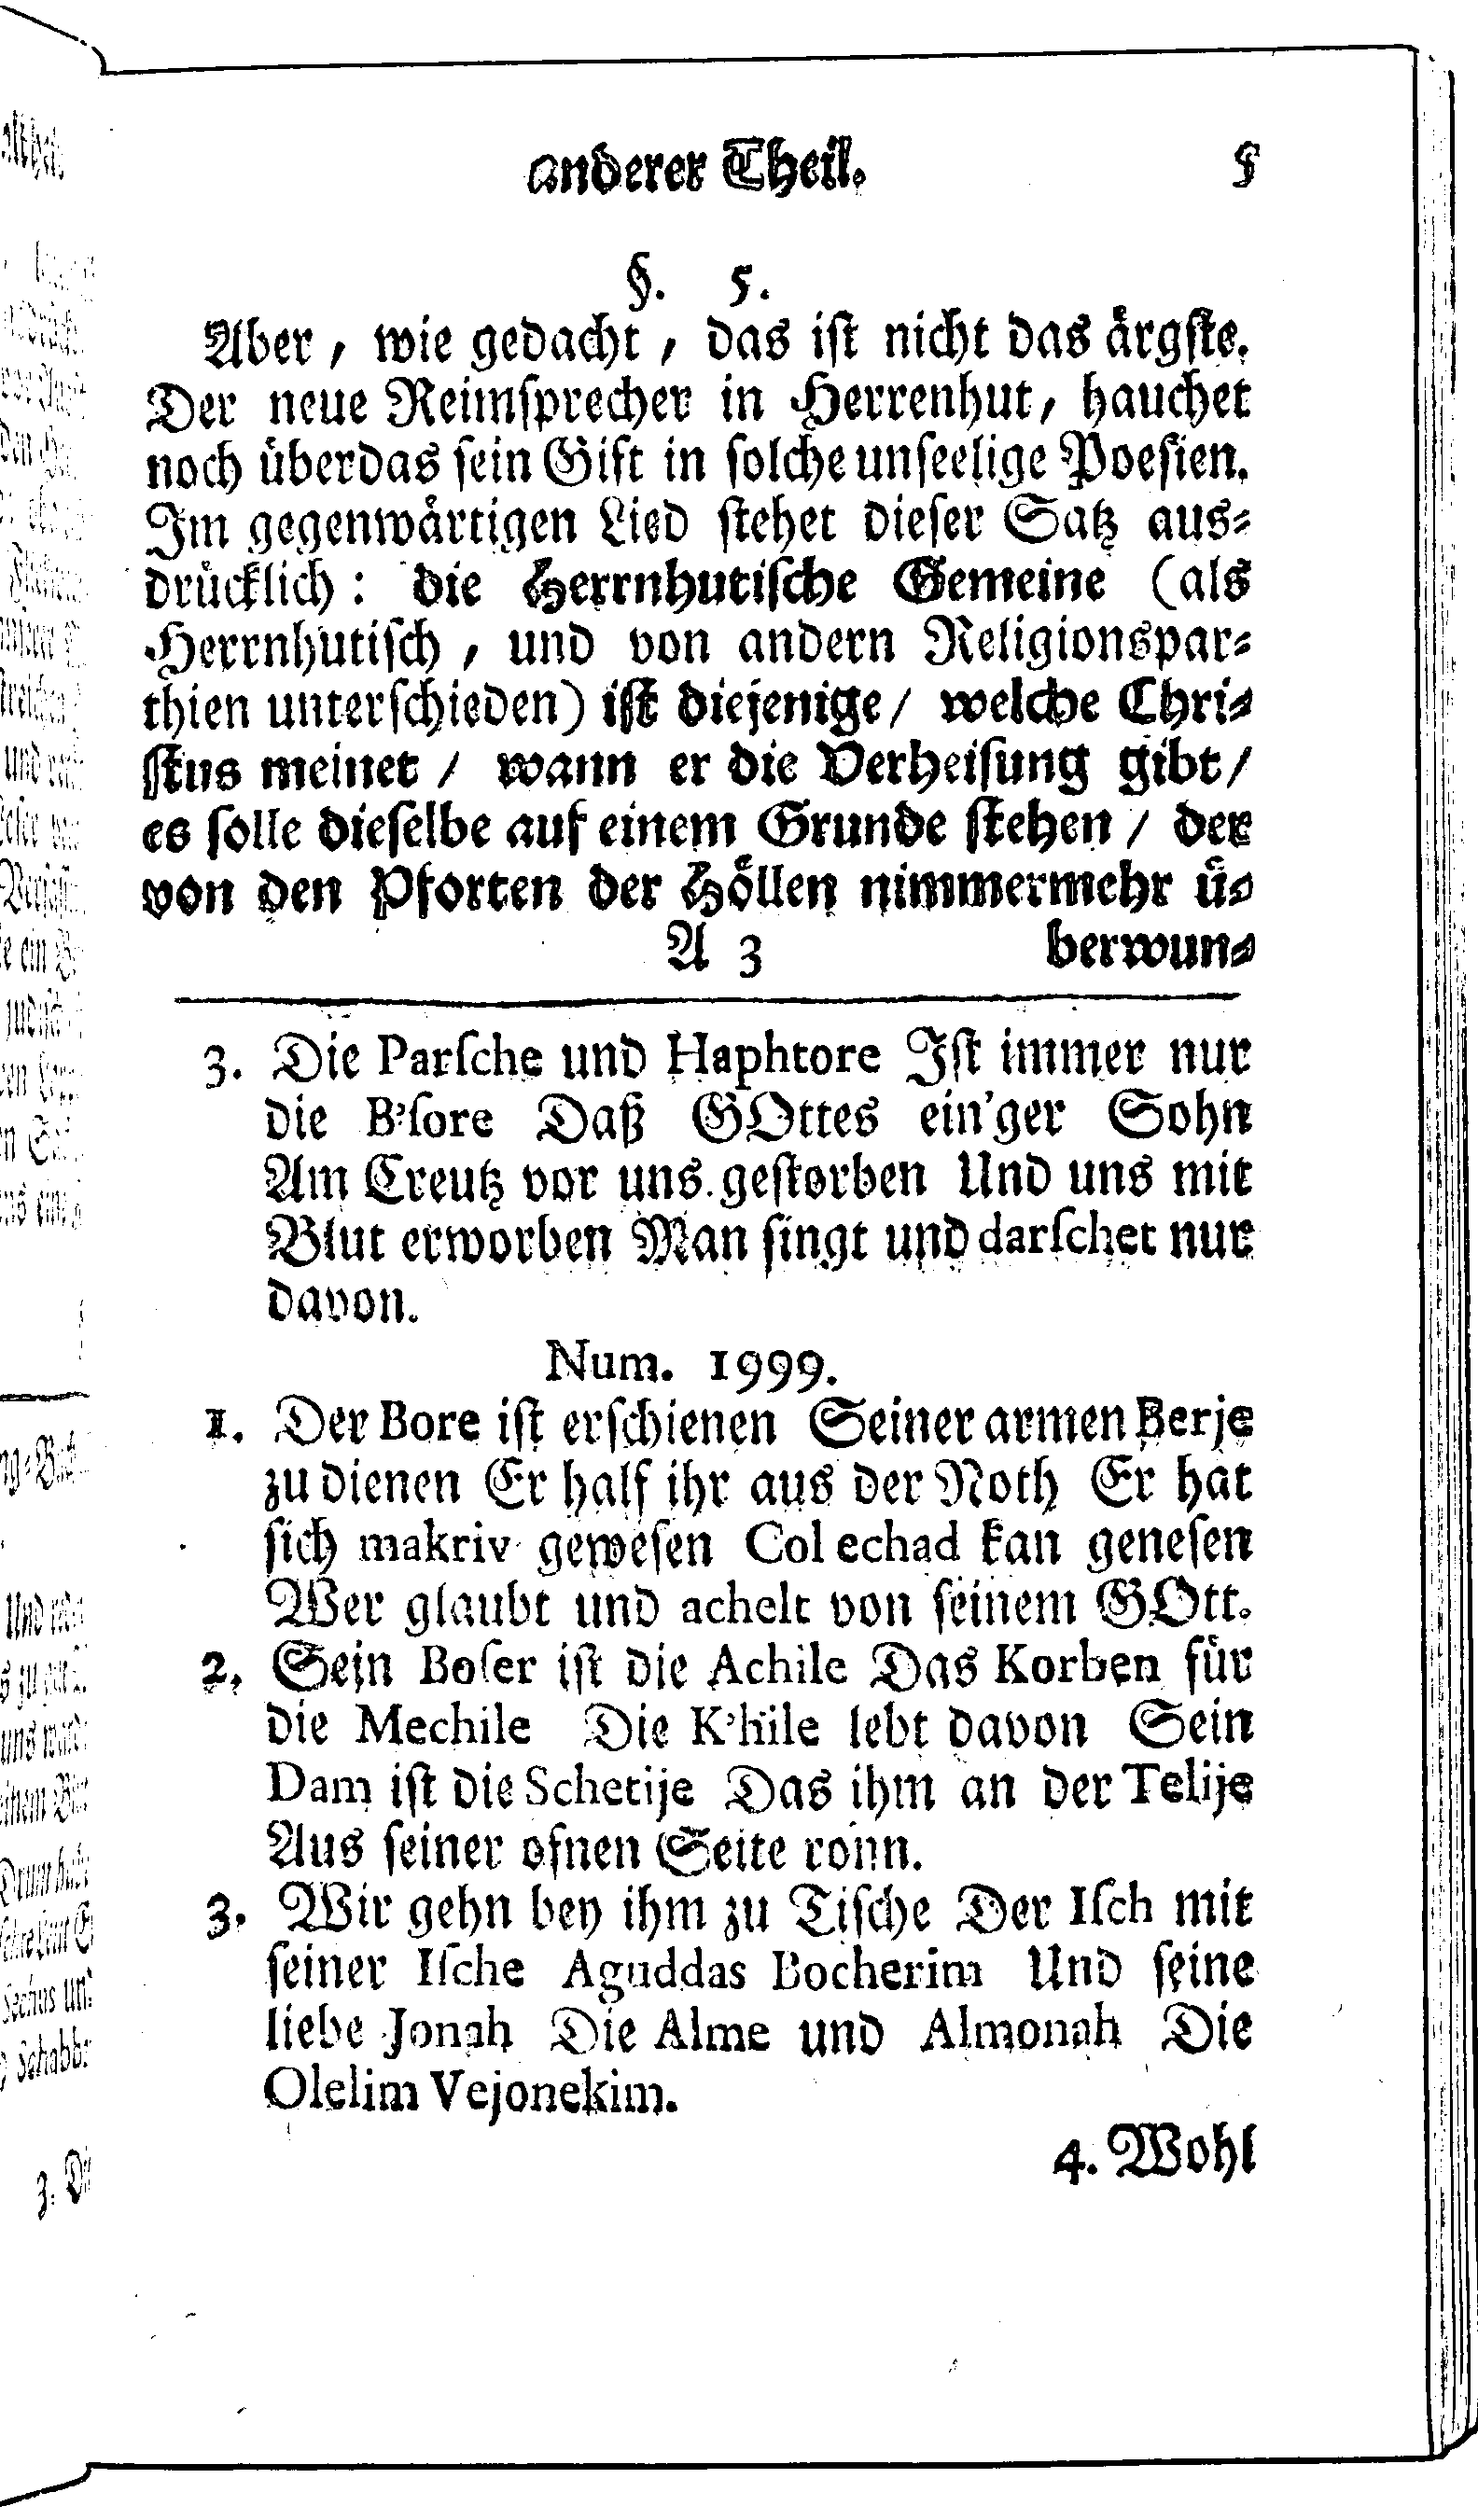 anderer Theil. 5
§. 5.
Aber, wie gedacht, das ist nicht das ärgste.
Der neue Reimsprecher in Herrenhut, hauchet
noch überdas sein Gift in solche unseelige Poesien.
Im gegenwärtigen Lied stehet dieser Satz aus-
drücklich: die Herrnhutische Gemeine (als
Herrnhutisch, und von andern Religionspar-
thien unterschieden) ist diejenige/ welche Chri-
stus meinet / wann er die Verheisung gibt/
es solle dieselbe auf einem Grunde stehen / der
von den Pforten der Höllen nimmermehr ü-
A 3 berwun-
3. Die Parsche und Haphtore Ist immer nur
die B'sore Daß GOttes ein'ger Sohn
Am Creutz vor uns gestorben Und uns mit
Blut erworben Man singt und darschet nur
davon.
Num. 1999.
1. Der Bore ist erschienen Seiner armen Berje
zu dienen Er half ihr aus der Noth Er hat
sich makriv gewesen Col echad kan genesen
Wer glaubt und achelt von seinem GOtt.
2. Sein Boser ist die Achile Das Korben für
die Mechile Die K'hile lebt davon Sein
Dam ist die Schetije Das ihm an der Telije
Aus seiner ofnen Seite ronn.
3. Wir gehn bey ihm zu Tische Der Isch mit
seiner Ische Aguddas Bocherim Und seine
liebe Jonah Die Alme und Almonah Die
Olelim Vejonekim.
4. Wohl